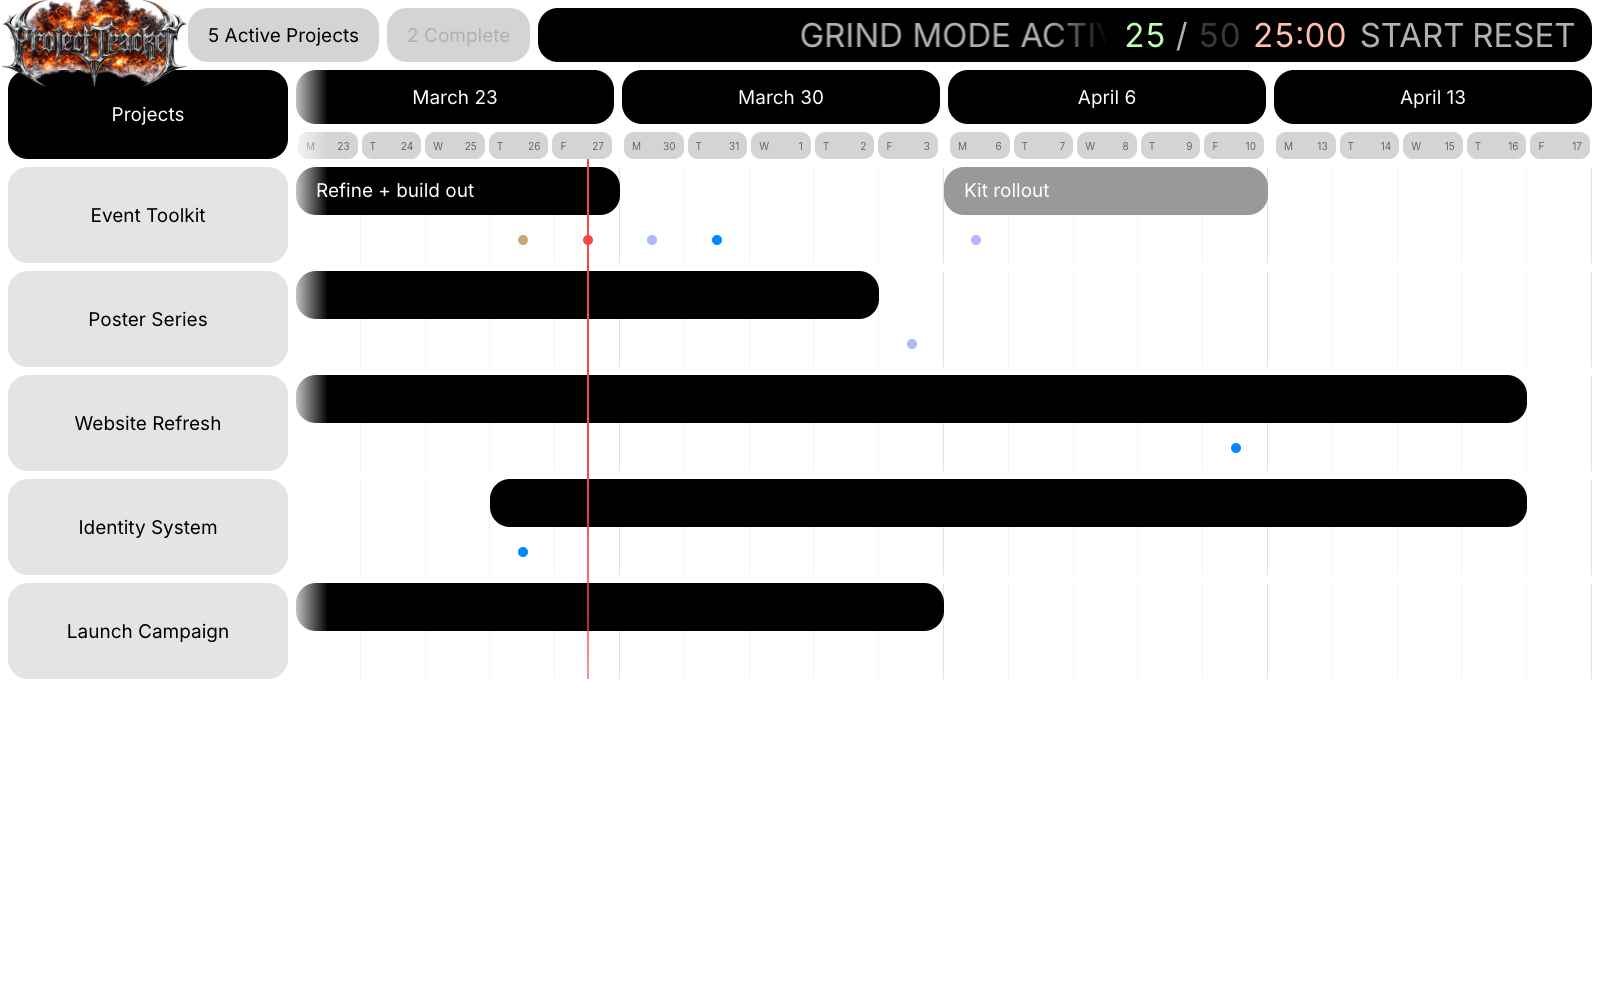 Project Tracker
5 Active Projects
2 Complete
GRIND MODE ACTIV 25 / 50 25:00 START RESET
Projects
March 23
March 30
April 6
April 13
M 23 T 24 W 25 T 26 F 27 M 30 T 31 W 1 T 2 F 3 M 6 T 7 W 8 T 9 F 10 M 13 T 14 W 15 T 16 F 17
Event Toolkit
Refine + build out
Kit rollout
Poster Series
Website Refresh
Identity System
Launch Campaign